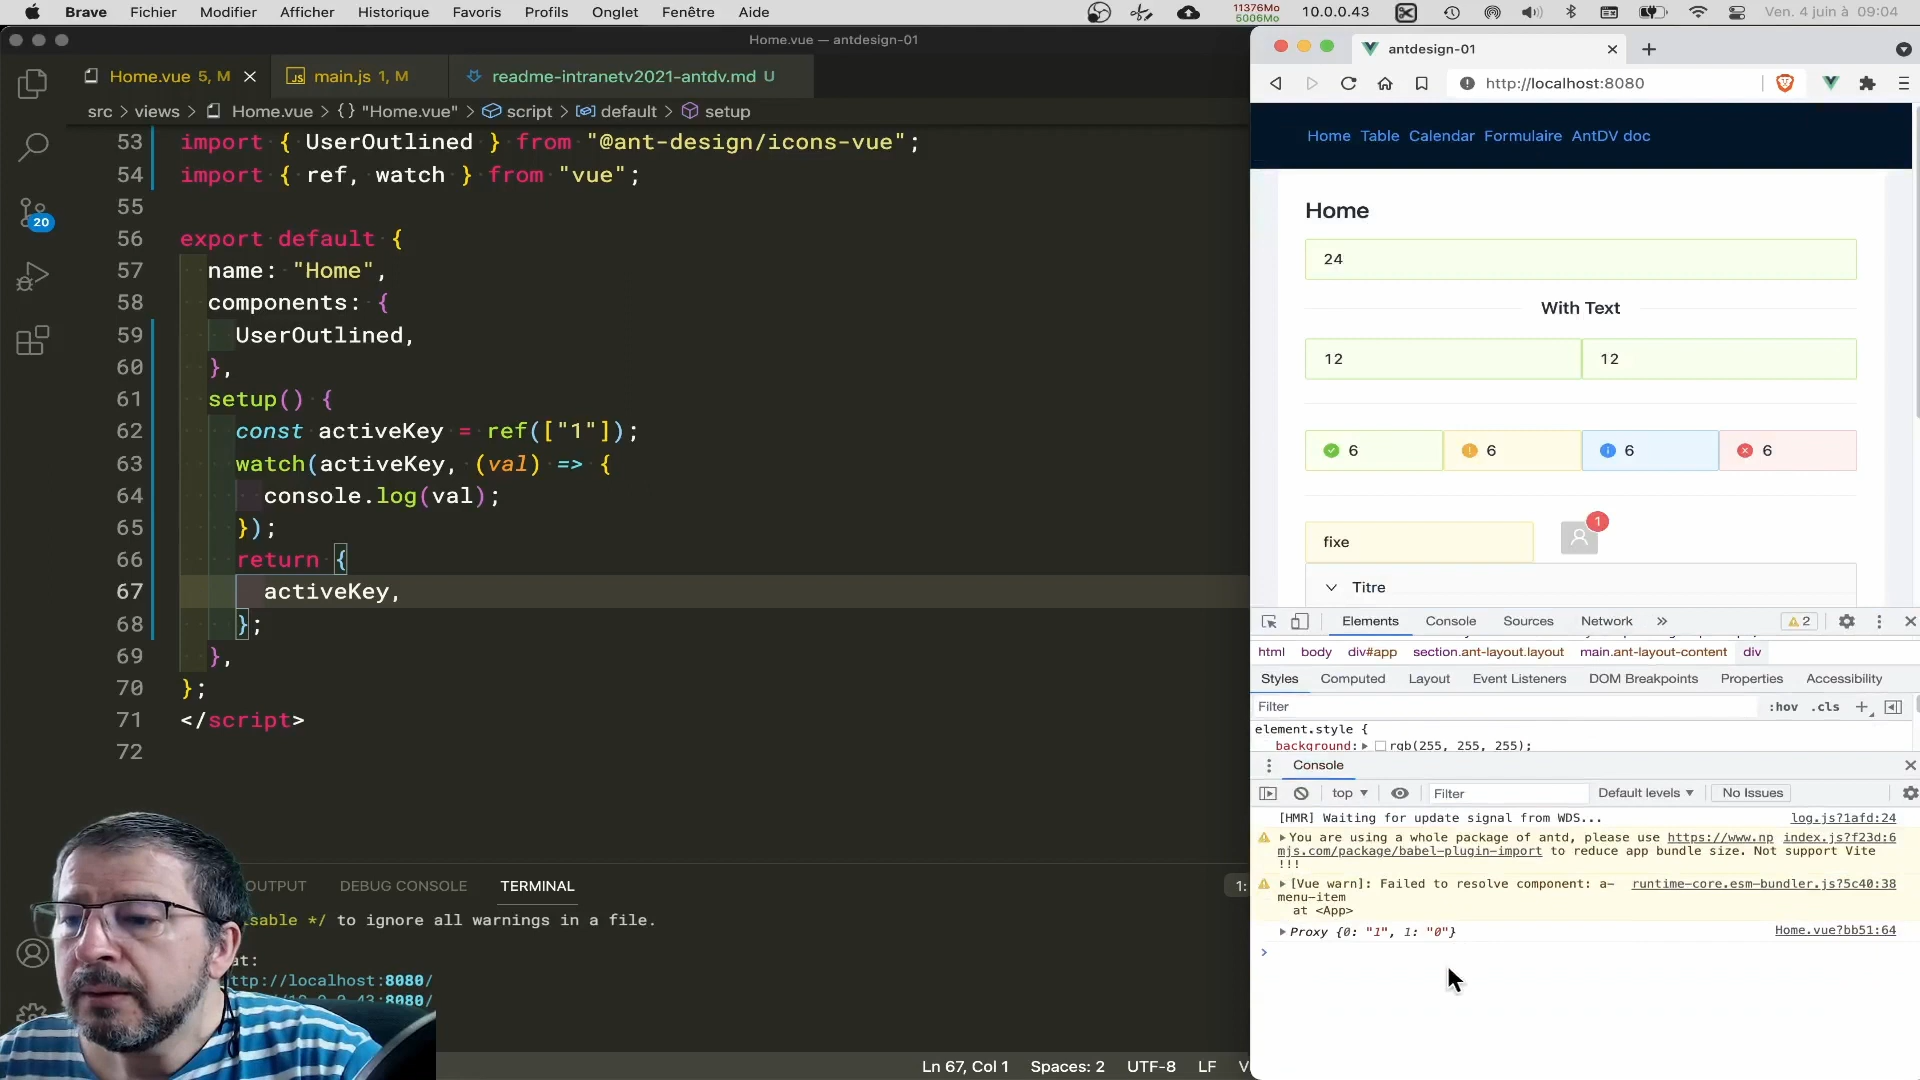 Brave Fichier Modifier Afficher Historique Favoris Profils Onglet Fenêtre Aide
11376Mo
5006Mo
10.0.0.43
Ven. 4 juin à 09:04
Home.vue — antdesign-01
Home.vue 5, M
main.js 1, M
readme-intranetv2021-antdv.md U
src > views > Home.vue > {} "Home.vue" > script > default > setup
53 import { UserOutlined } from "@ant-design/icons-vue";
54 import { ref, watch } from "vue";
55
56 export default {
57 name: "Home",
58 components: {
59 UserOutlined,
60 },
61 setup() {
62 const activeKey = ref(["1"]);
63 watch(activeKey, (val) => {
64 console.log(val);
65 });
66 return {
67 activeKey,
68 };
69 },
70 };
71 </script>
72
20
OUTPUT DEBUG CONSOLE TERMINAL
1:
sable */ to ignore all warnings in a file.
at:
ttp://localhost:8080/
8080/
Ln 67, Col 1 Spaces: 2 UTF-8 LF V
antdesign-01
http://localhost:8080
Home Table Calendar Formulaire AntDV doc
Home
24
With Text
12 12
6 6 6 6
fixe
1
Titre
Elements Console Sources Network » 2
html body div#app section.ant-layout.layout main.ant-layout-content div
Styles Computed Layout Event Listeners DOM Breakpoints Properties Accessibility
Filter :hov .cls +
element.style {
background: rgb(255, 255, 255);
Console
top Filter Default levels No Issues
[HMR] Waiting for update signal from WDS... log.js?1afd:24
You are using a whole package of antd, please use https://www.np index.js?f23d:6
mjs.com/package/babel-plugin-import to reduce app bundle size. Not support Vite
!!!
[Vue warn]: Failed to resolve component: a- runtime-core.esm-bundler.js?5c40:38
menu-item
at <App>
Proxy {0: "1", 1: "0"} Home.vue?bb51:64
>